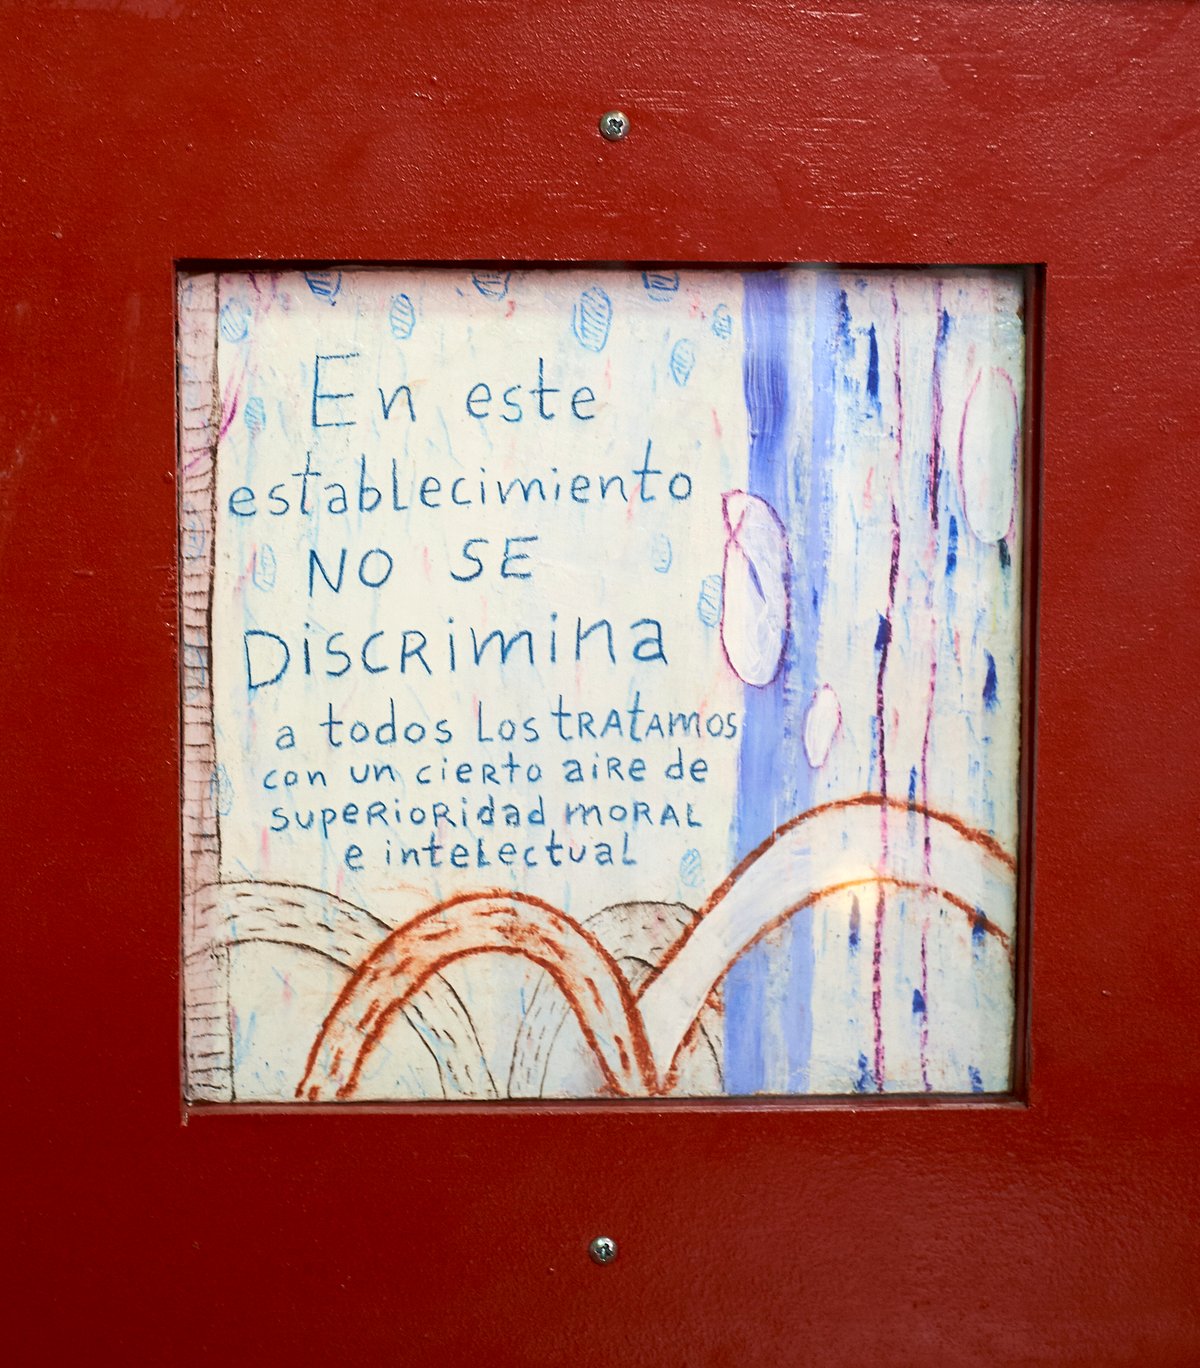 En este
establecimiento
NO SE
DiSCRimina
a todos Los tRAtAmos
con un cieRto aiRe de
supeRioRidad moRAL
e inteLectuaL